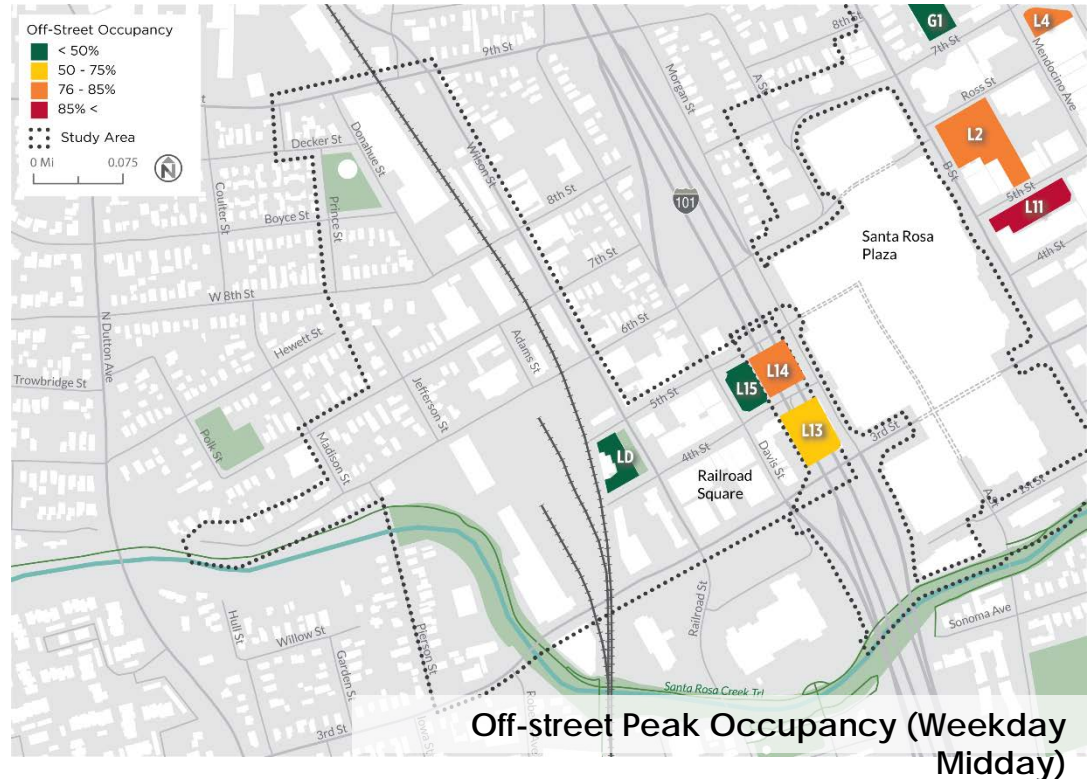 Off-Street Occupancy
< 50%
50 - 75%
76 - 85%
85% <
Study Area
0 Mi
0.075
N
9th St
8th St
G1
7th St
L4
Mendocino Ave
Ross St
L2
B St
5th St
L11
4th St
Morgan St
A St
101
Santa Rosa
Plaza
Decker St
Donahue St
Wilson St
Coulter St
Prince St
Boyce St
8th St
7th St
6th St
W 8th St
N Dutton Ave
Hewett St
Adams St
Trowbridge St
Jefferson St
Polk St
Madison St
5th St
L15
L14
L13
3rd St
LD
4th St
Davis St
Railroad
Square
A St
1st St
Railroad St
Sonoma Ave
Hull St
Willow St
Garden St
Pierson St
Iowa St
3rd St
Santa Rosa Creek Trl
Off-street Peak Occupancy (Weekday
Midday)